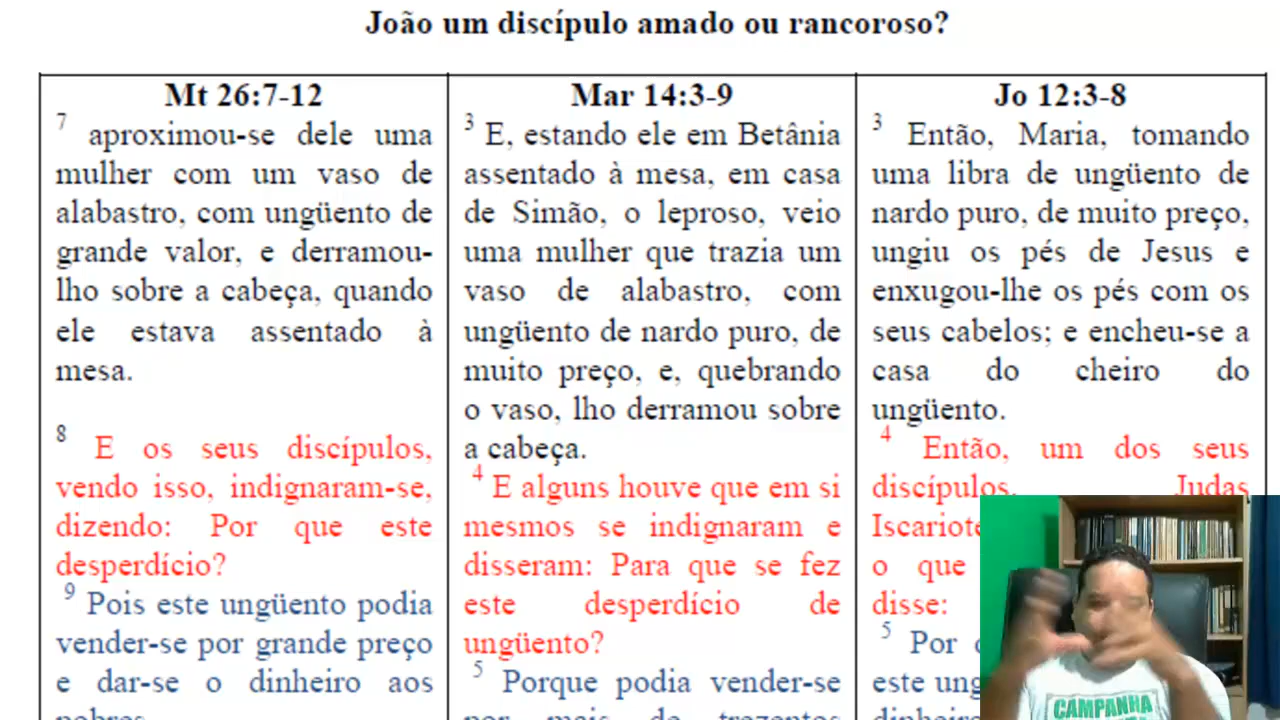 João um discípulo amado ou rancoroso?
Mt 26:7-12
7 aproximou-se dele uma
mulher com um vaso de
alabastro, com ungüento de
grande valor, e derramou-
lho sobre a cabeça, quando
ele estava assentado à
mesa.
8 E os seus discípulos,
vendo isso, indignaram-se,
dizendo: Por que este
desperdício?
9 Pois este ungüento podia
vender-se por grande preço
e dar-se o dinheiro aos
pobres
Mar 14:3-9
3 E, estando ele em Betânia
assentado à mesa, em casa
de Simão, o leproso, veio
uma mulher que trazia um
vaso de alabastro, com
ungüento de nardo puro, de
muito preço, e, quebrando
o vaso, lho derramou sobre
a cabeça.
4 E alguns houve que em si
mesmos se indignaram e
disseram: Para que se fez
este desperdício de
ungüento?
5 Porque podia vender-se
por mais de trezentos
Jo 12:3-8
3 Então, Maria, tomando
uma libra de ungüento de
nardo puro, de muito preço,
ungiu os pés de Jesus e
enxugou-lhe os pés com os
seus cabelos; e encheu-se a
casa do cheiro do
ungüento.
4 Então, um dos seus
discípulos, Judas
o que
disse:
5 Por
este
CAMPANHA